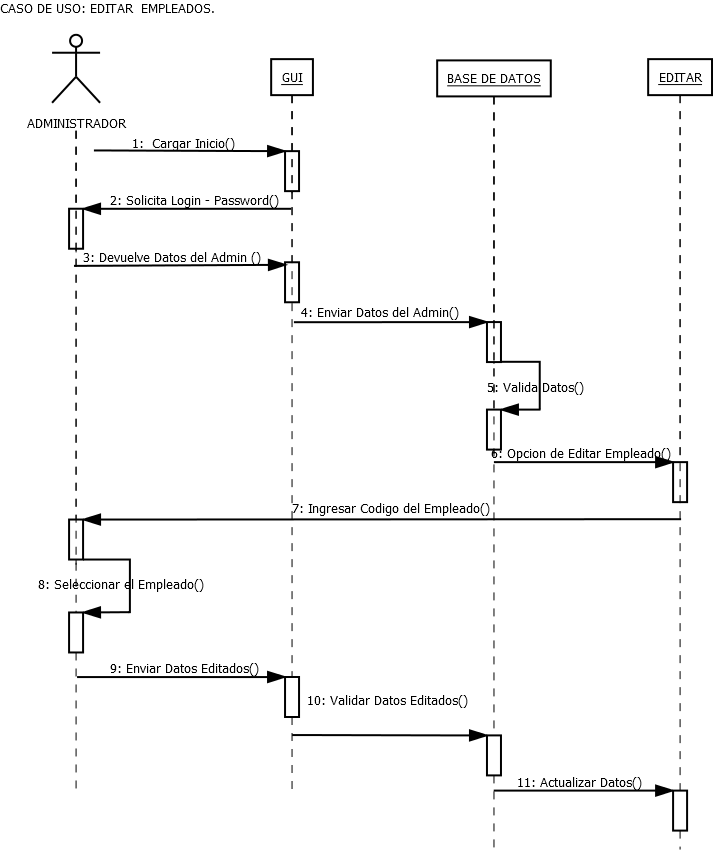 CASO DE USO: EDITAR EMPLEADOS.
GUI
BASE DE DATOS
EDITAR
ADMINISTRADOR
1: Cargar Inicio()
2: Solicita Login - Password()
3: Devuelve Datos del Admin ()
4: Enviar Datos del Admin()
5: Valida Datos()
6: Opcion de Editar Empleado()
7: Ingresar Codigo del Empleado()
8: Seleccionar el Empleado()
9: Enviar Datos Editados()
10: Validar Datos Editados()
11: Actualizar Datos()